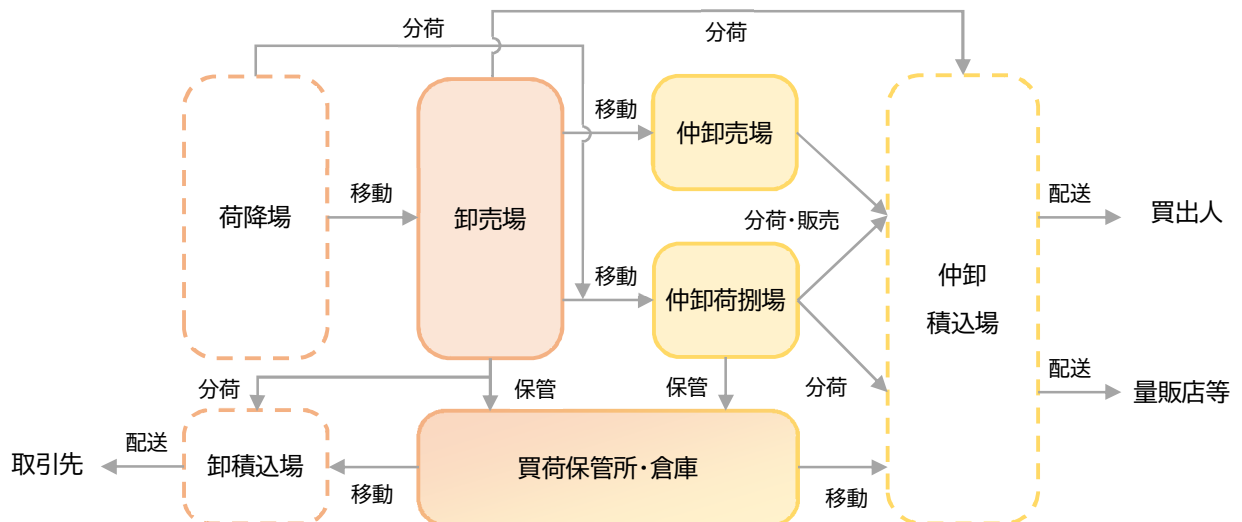 分荷
分荷
移動
仲卸売場
荷降場
移動
卸売場
分荷・販売
配送
買出人
移動
仲卸荷捌場
仲卸
積込場
分荷
保管
保管
分荷
配送
量販店等
取引先
配送
卸積込場
移動
買荷保管所・倉庫
移動